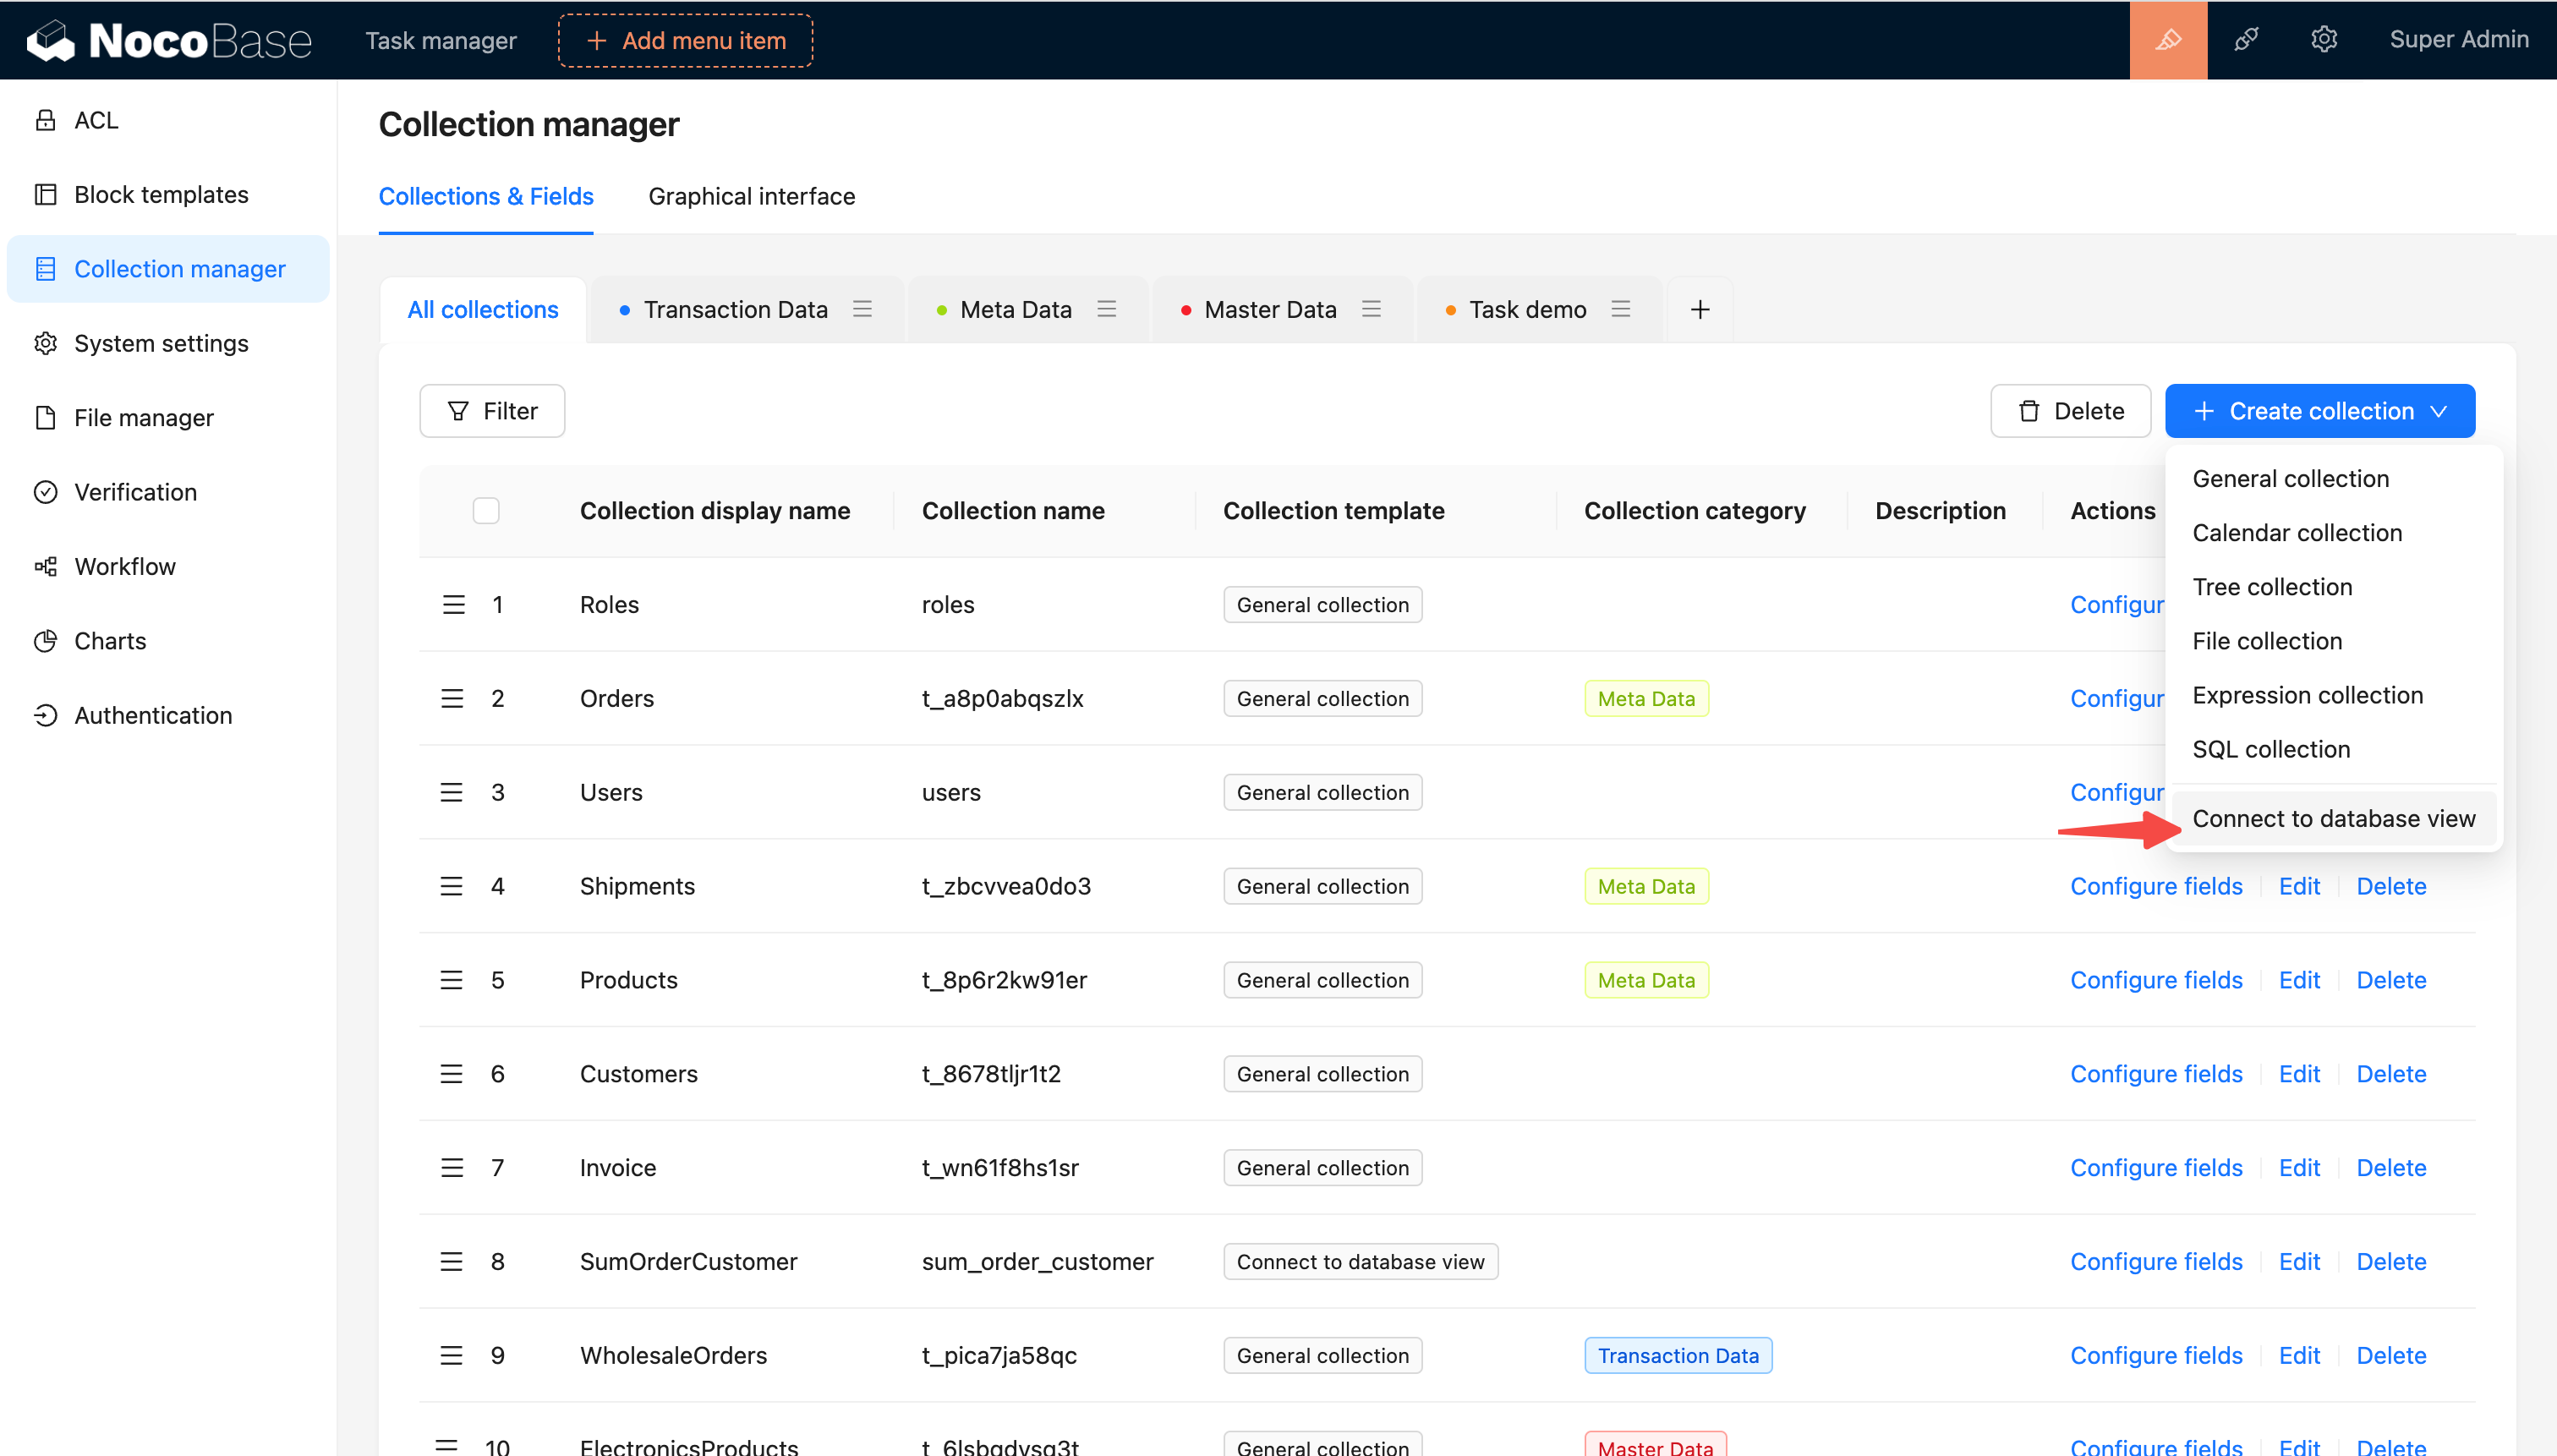 NocoBase Task manager + Add menu item Super Admin
ACL
Block templates
Collection manager
System settings
File manager
Verification
Workflow
Charts
Authentication
Collection manager
Collections & Fields Graphical interface
All collections Transaction Data Meta Data Master Data Task demo +
Filter Delete + Create collection
General collection
Calendar collection
Tree collection
File collection
Expression collection
SQL collection
Connect to database view
Collection display name Collection name Collection template Collection category Description Actions
1 Roles roles General collection Configur
2 Orders t_a8p0abqszlx General collection Meta Data Configur
3 Users users General collection Configur
4 Shipments t_zbcvvea0do3 General collection Meta Data Configure fields Edit Delete
5 Products t_8p6r2kw91er General collection Meta Data Configure fields Edit Delete
6 Customers t_8678tljr1t2 General collection Configure fields Edit Delete
7 Invoice t_wn61f8hs1sr General collection Configure fields Edit Delete
8 SumOrderCustomer sum_order_customer Connect to database view Configure fields Edit Delete
9 WholesaleOrders t_pica7ja58qc General collection Transaction Data Configure fields Edit Delete
10 ElectronicsProducts General collection Master Data Configure fields Edit Delete